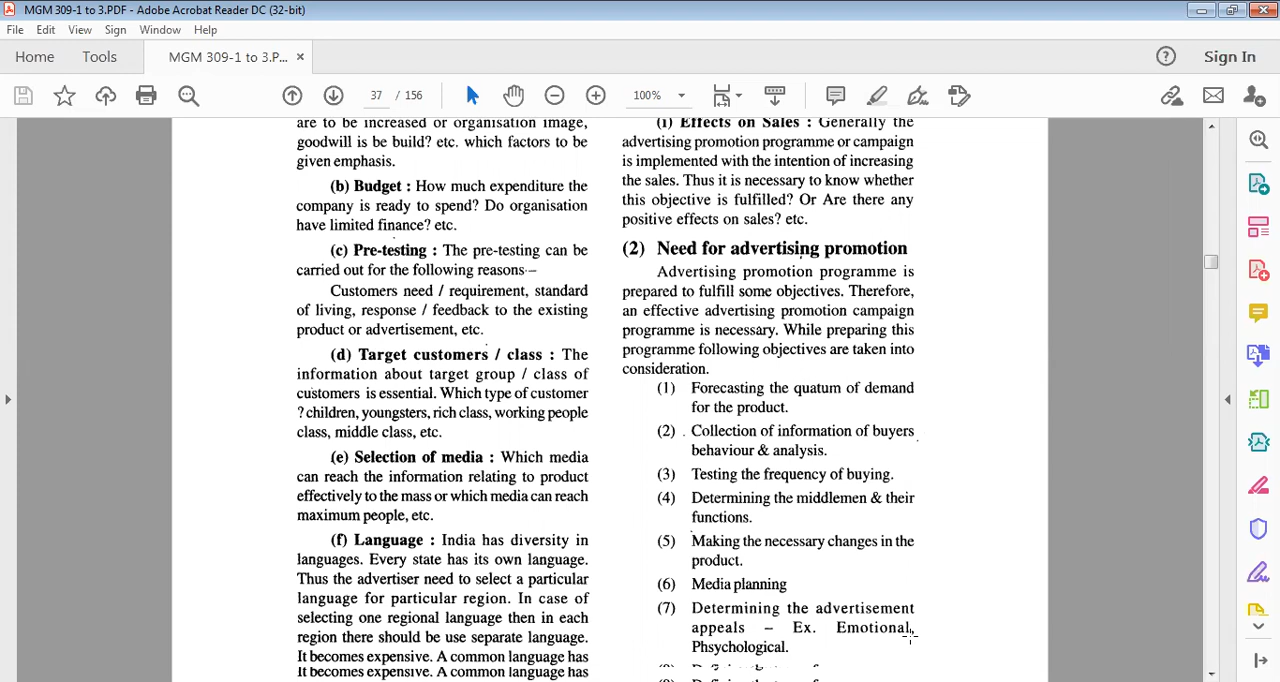 MGM 309-1 to 3.PDF - Adobe Acrobat Reader DC (32-bit)
File Edit View Sign Window Help
Home Tools MGM 309-1 to 3.P... × Sign In
37 / 156 100%
are to be increased or organisation image,
goodwill is be build? etc. which factors to be
given emphasis.
(b) Budget : How much expenditure the
company is ready to spend? Do organisation
have limited finance? etc.
(c) Pre-testing : The pre-testing can be
carried out for the following reasons –
Customers need / requirement, standard
of living, response / feedback to the existing
product or advertisement, etc.
(d) Target customers / class : The
information about target group / class of
customers is essential. Which type of customer
? children, youngsters, rich class, working people
class, middle class, etc.
(e) Selection of media : Which media
can reach the information relating to product
effectively to the mass or which media can reach
maximum people, etc.
(f) Language : India has diversity in
languages. Every state has its own language.
Thus the advertiser need to select a particular
language for particular region. In case of
selecting one regional language then in each
region there should be use separate language.
It becomes expensive. A common language has
It becomes expensive. A common language has
(i) Effects on Sales : Generally the
advertising promotion programme or campaign
is implemented with the intention of increasing
the sales. Thus it is necessary to know whether
this objective is fulfilled? Or Are there any
positive effects on sales? etc.
(2) Need for advertising promotion
Advertising promotion programme is
prepared to fulfill some objectives. Therefore,
an effective advertising promotion campaign
programme is necessary. While preparing this
programme following objectives are taken into
consideration.
(1) Forecasting the quatum of demand
for the product.
(2) Collection of information of buyers
behaviour & analysis.
(3) Testing the frequency of buying.
(4) Determining the middlemen & their
functions.
(5) Making the necessary changes in the
product.
(6) Media planning
(7) Determining the advertisement
appeals – Ex. Emotional,
Phsychological.